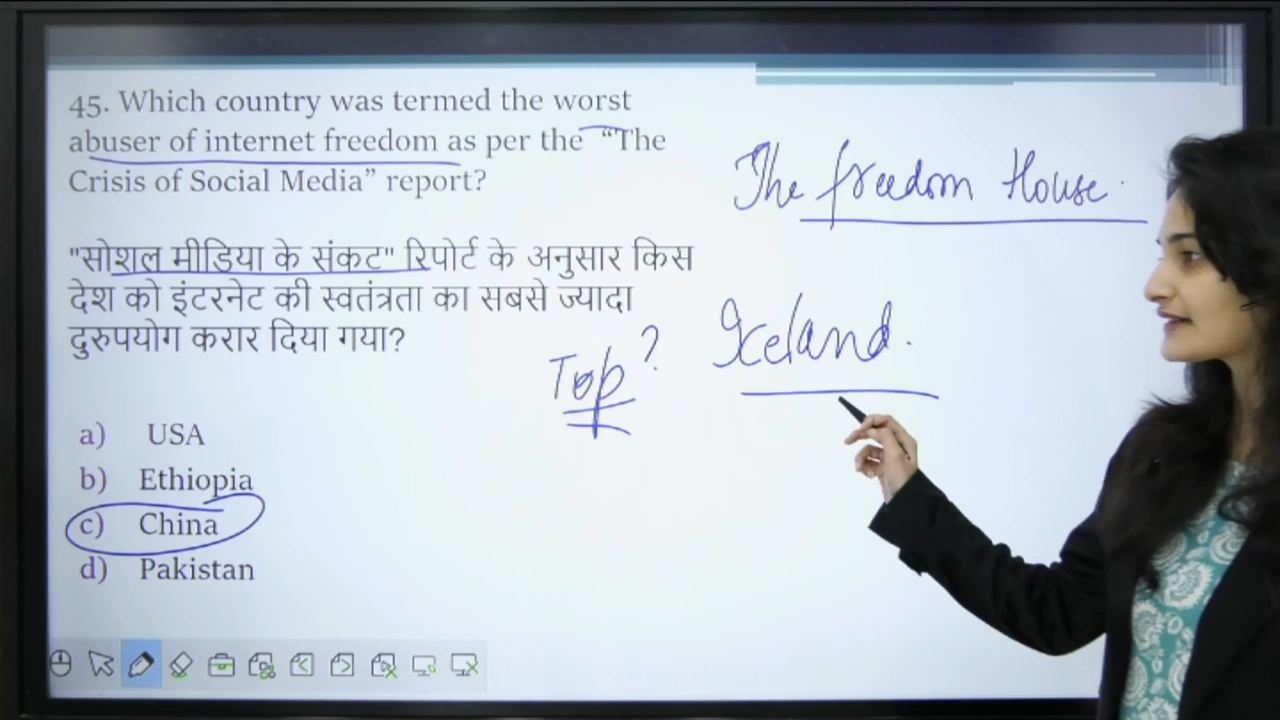 45. Which country was termed the worst
abuser of internet freedom as per the “The
Crisis of Social Media” report?
"सोशल मीडिया के संकट" रिपोर्ट के अनुसार किस
देश को इंटरनेट की स्वतंत्रता का सबसे ज्यादा
दुरुपयोग करार दिया गया?
a) USA
b) Ethiopia
c) China
d) Pakistan
The freedom House.
Top ? Iceland.